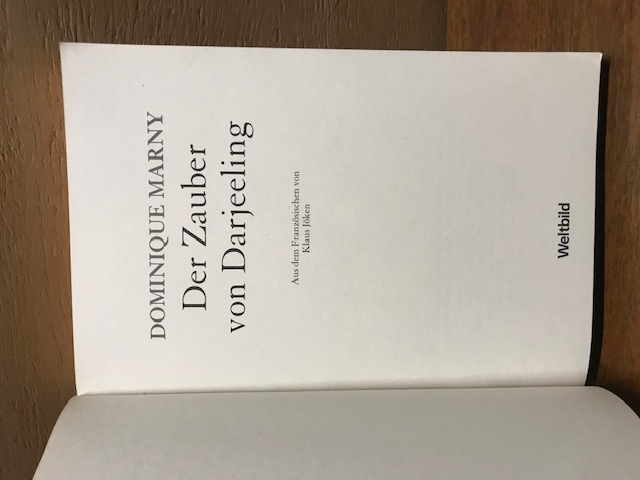 DOMINIQUE MARNY
Der Zauber
von Darjeeling
Aus dem Französischen von
Klaus Jöken
Weltbild